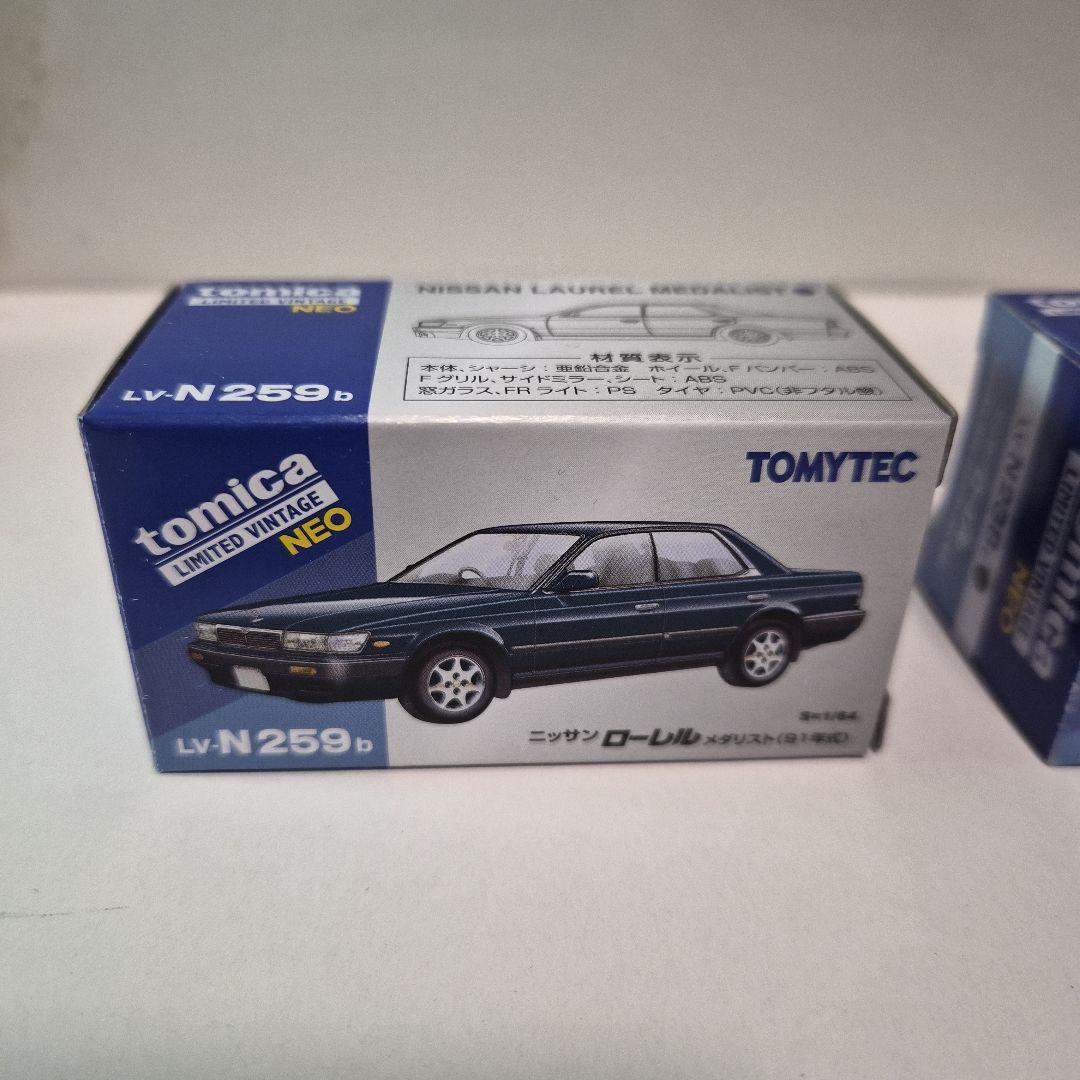 tomica
LIMITED VINTAGE
NEO
LV-N259b
NISSAN LAUREL MEDALIST
材質表示
本体、シャーシ:亜鉛合金 ホイール、Fバンパー:ABS
Fグリル、サイドミラー、シート:ABS
窓ガラス、FRライト:PS タイヤ:PVC(非フタル酸)
tomica
LIMITED VINTAGE
NEO
TOMYTEC
S=1/64
LV-N259b
ニッサン ローレル メダリスト(91年式)
tomica
LIMITED VINTAGE
NEO